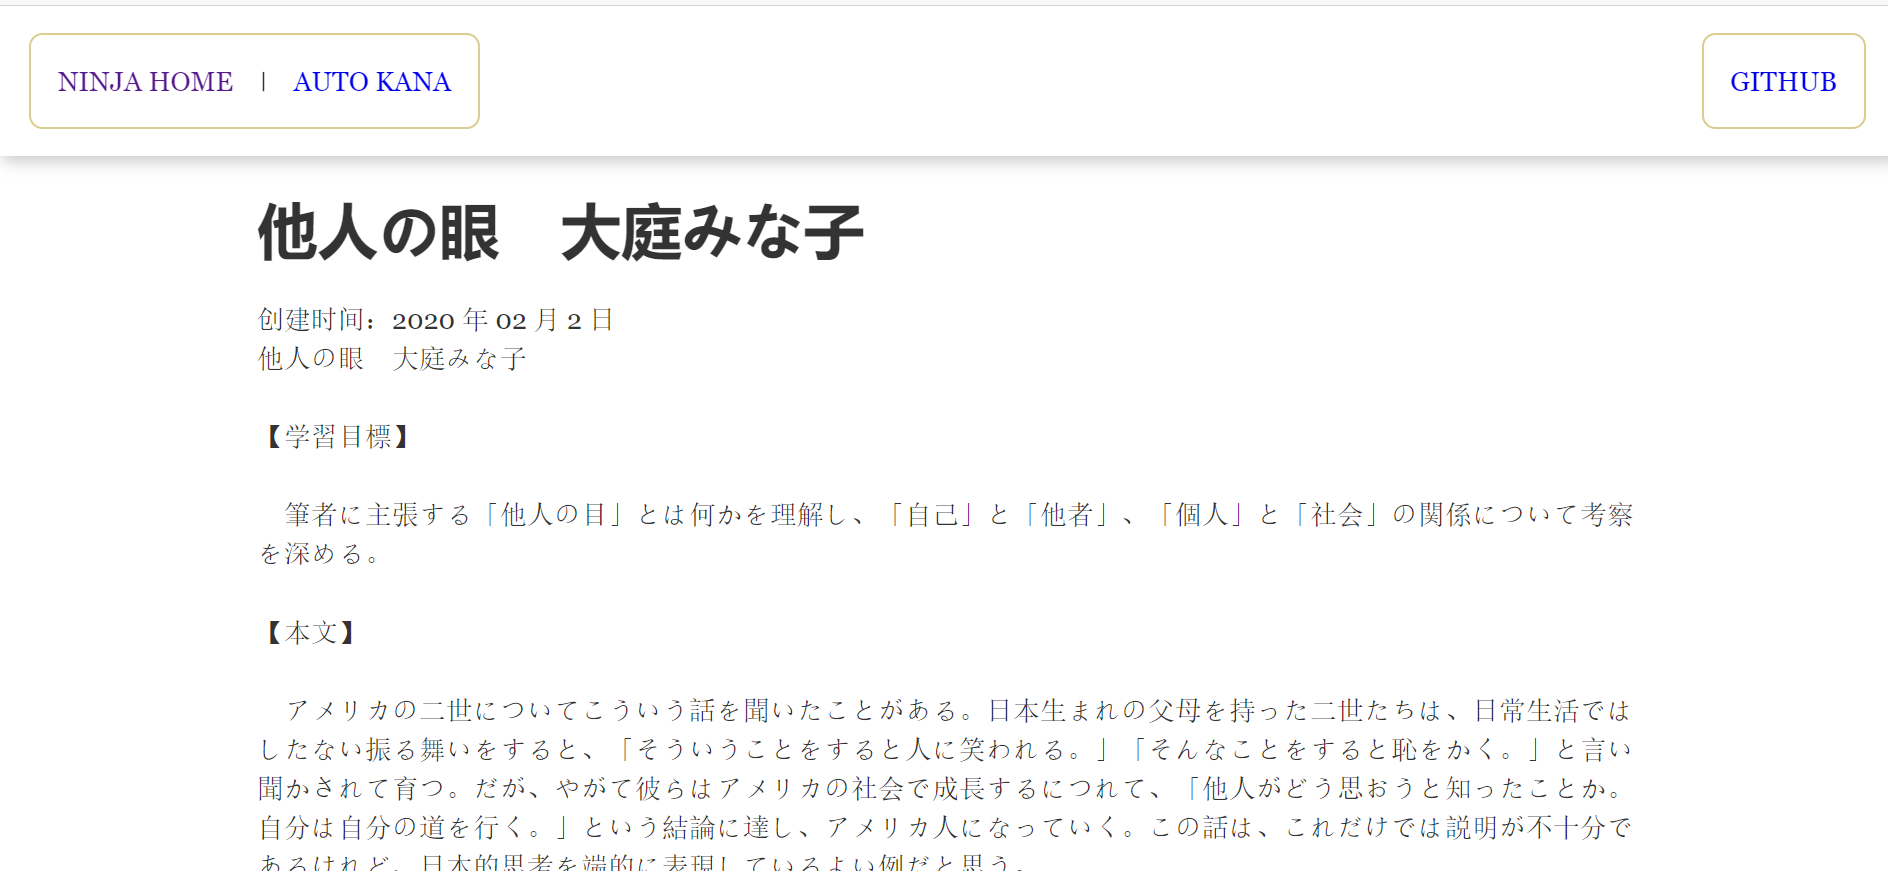 NINJA HOME | AUTO KANA
GITHUB
他人の眼　大庭みな子
创建时间：2020 年 02 月 2 日
他人の眼　大庭みな子
【学習目標】
　筆者に主張する「他人の目」とは何かを理解し、「自己」と「他者」、「個人」と「社会」の関係について考察
を深める。
【本文】
　アメリカの二世についてこういう話を聞いたことがある。日本生まれの父母を持った二世たちは、日常生活では
したない振る舞いをすると、「そういうことをすると人に笑われる。」「そんなことをすると恥をかく。」と言い
聞かされて育つ。だが、やがて彼らはアメリカの社会で成長するにつれて、「他人がどう思おうと知ったことか。
自分は自分の道を行く。」という結論に達し、アメリカ人になっていく。この話は、これだけでは説明が不十分で
あるけれど、日本的思考を端的に表現しているよい例だと思う。